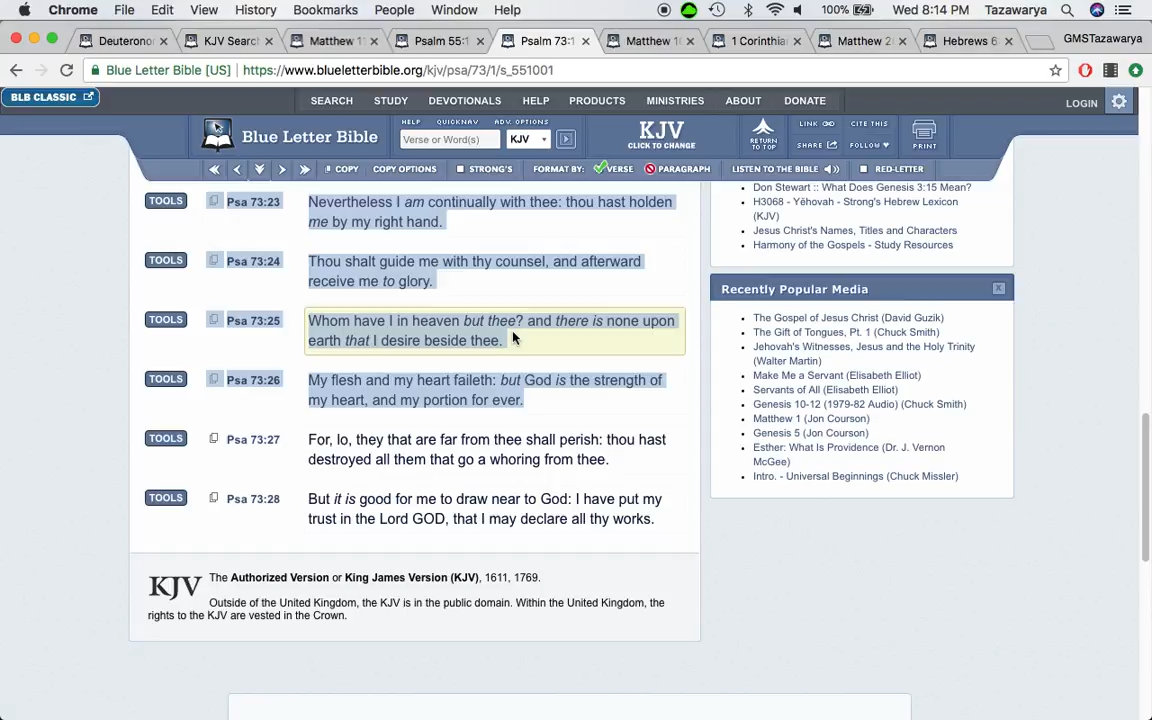 Chrome File Edit View History Bookmarks People Window Help 100% Wed 8:14 PM Tazawarya
Deuteronom KJV Search Matthew 1 Psalm 55:1 Psalm 73:1 Matthew 1 1 Corinthia Matthew 2 Hebrews 6 GMSTazawarya
Blue Letter Bible [US] https://www.blueletterbible.org/kjv/psa/73/1/s_551001
BLB CLASSIC SEARCH STUDY DEVOTIONALS HELP PRODUCTS MINISTRIES ABOUT DONATE LOGIN
HELP QUICKNAV ADV. OPTIONS
Blue Letter Bible Verse or Word(s) KJV
KJV
CLICK TO CHANGE
RETURN
TO TOP
LINK CITE THIS
SHARE FOLLOW PRINT
COPY COPY OPTIONS STRONG'S FORMAT BY: VERSE PARAGRAPH LISTEN TO THE BIBLE RED-LETTER
TOOLS Psa 73:23 Nevertheless I am continually with thee: thou hast holden
me by my right hand.
TOOLS Psa 73:24 Thou shalt guide me with thy counsel, and afterward
receive me to glory.
TOOLS Psa 73:25 Whom have I in heaven but thee? and there is none upon
earth that I desire beside thee.
TOOLS Psa 73:26 My flesh and my heart faileth: but God is the strength of
my heart, and my portion for ever.
TOOLS Psa 73:27 For, lo, they that are far from thee shall perish: thou hast
destroyed all them that go a whoring from thee.
TOOLS Psa 73:28 But it is good for me to draw near to God: I have put my
trust in the Lord GOD, that I may declare all thy works.
KJV The Authorized Version or King James Version (KJV), 1611, 1769.
Outside of the United Kingdom, the KJV is in the public domain. Within the United Kingdom, the
rights to the KJV are vested in the Crown.
Don Stewart :: What Does Genesis 3:15 Mean?
H3068 - Yĕhovah - Strong's Hebrew Lexicon
(KJV)
Jesus Christ's Names, Titles and Characters
Harmony of the Gospels - Study Resources
Recently Popular Media
The Gospel of Jesus Christ (David Guzik)
The Gift of Tongues, Pt. 1 (Chuck Smith)
Jehovah's Witnesses, Jesus and the Holy Trinity
(Walter Martin)
Make Me a Servant (Elisabeth Elliot)
Servants of All (Elisabeth Elliot)
Genesis 10-12 (1979-82 Audio) (Chuck Smith)
Matthew 1 (Jon Courson)
Genesis 5 (Jon Courson)
Esther: What Is Providence (Dr. J. Vernon
McGee)
Intro. - Universal Beginnings (Chuck Missler)